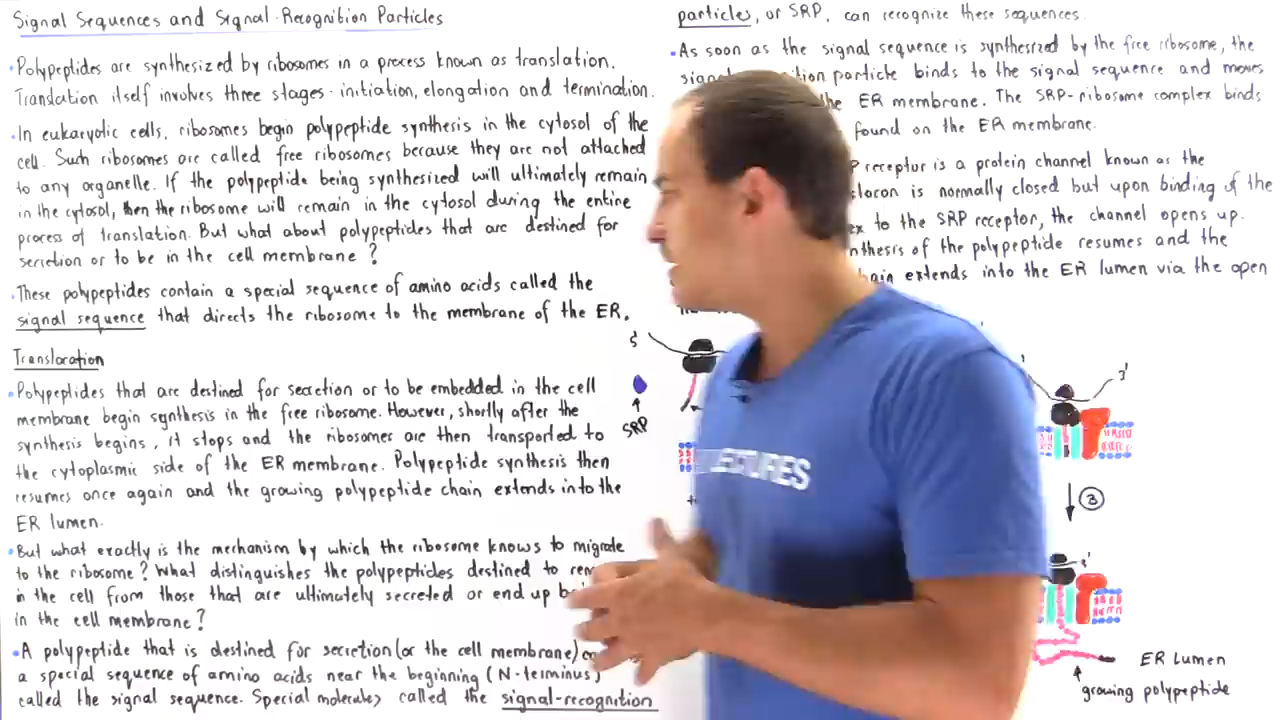 Signal Sequences and Signal-Recognition Particles
• Polypeptides are synthesized by ribosomes in a process known as translation.
Translation itself involves three stages - initiation, elongation and termination.
• In eukaryotic cells, ribosomes begin polypeptide synthesis in the cytosol of the
cell. Such ribosomes are called free ribosomes because they are not attached
to any organelle. If the polypeptide being synthesized will ultimately remain
in the cytosol, then the ribosome will remain in the cytosol during the entire
process of translation. But what about polypeptides that are destined for
secretion or to be in the cell membrane?
• These polypeptides contain a special sequence of amino acids called the
signal sequence that directs the ribosome to the membrane of the ER.
Translocation
• Polypeptides that are destined for secretion or to be embedded in the cell
membrane begin synthesis in the free ribosome. However, shortly after the
synthesis begins, it stops and the ribosomes are then transported to
the cytoplasmic side of the ER membrane. Polypeptide synthesis then
resumes once again and the growing polypeptide chain extends into the
ER lumen.
• But what exactly is the mechanism by which the ribosome knows to migrate
to the ribosome? What distinguishes the polypeptides destined to
in the cell from those that are ultimately secreted or end up
in the cell membrane?
• A polypeptide that is destined for secretion (or the cell membrane)
a special sequence of amino acids near the beginning (N-terminus)
called the signal sequence. Special molecules called the signal-recognition
particles, or SRP, can recognize these sequences.
• As soon as the signal sequence is synthesized by the free ribosome, the
particle binds to the signal sequence and moves
the ER membrane. The SRP-ribosome complex binds
found on the ER membrane.
receptor is a protein channel known as the
is normally closed but upon binding of the
to the SRP receptor, the channel opens up.
of the polypeptide resumes and the
extends into the ER lumen via the open
5'
SRP
3'
LECTURES
3
3'
ER lumen
growing polypeptide